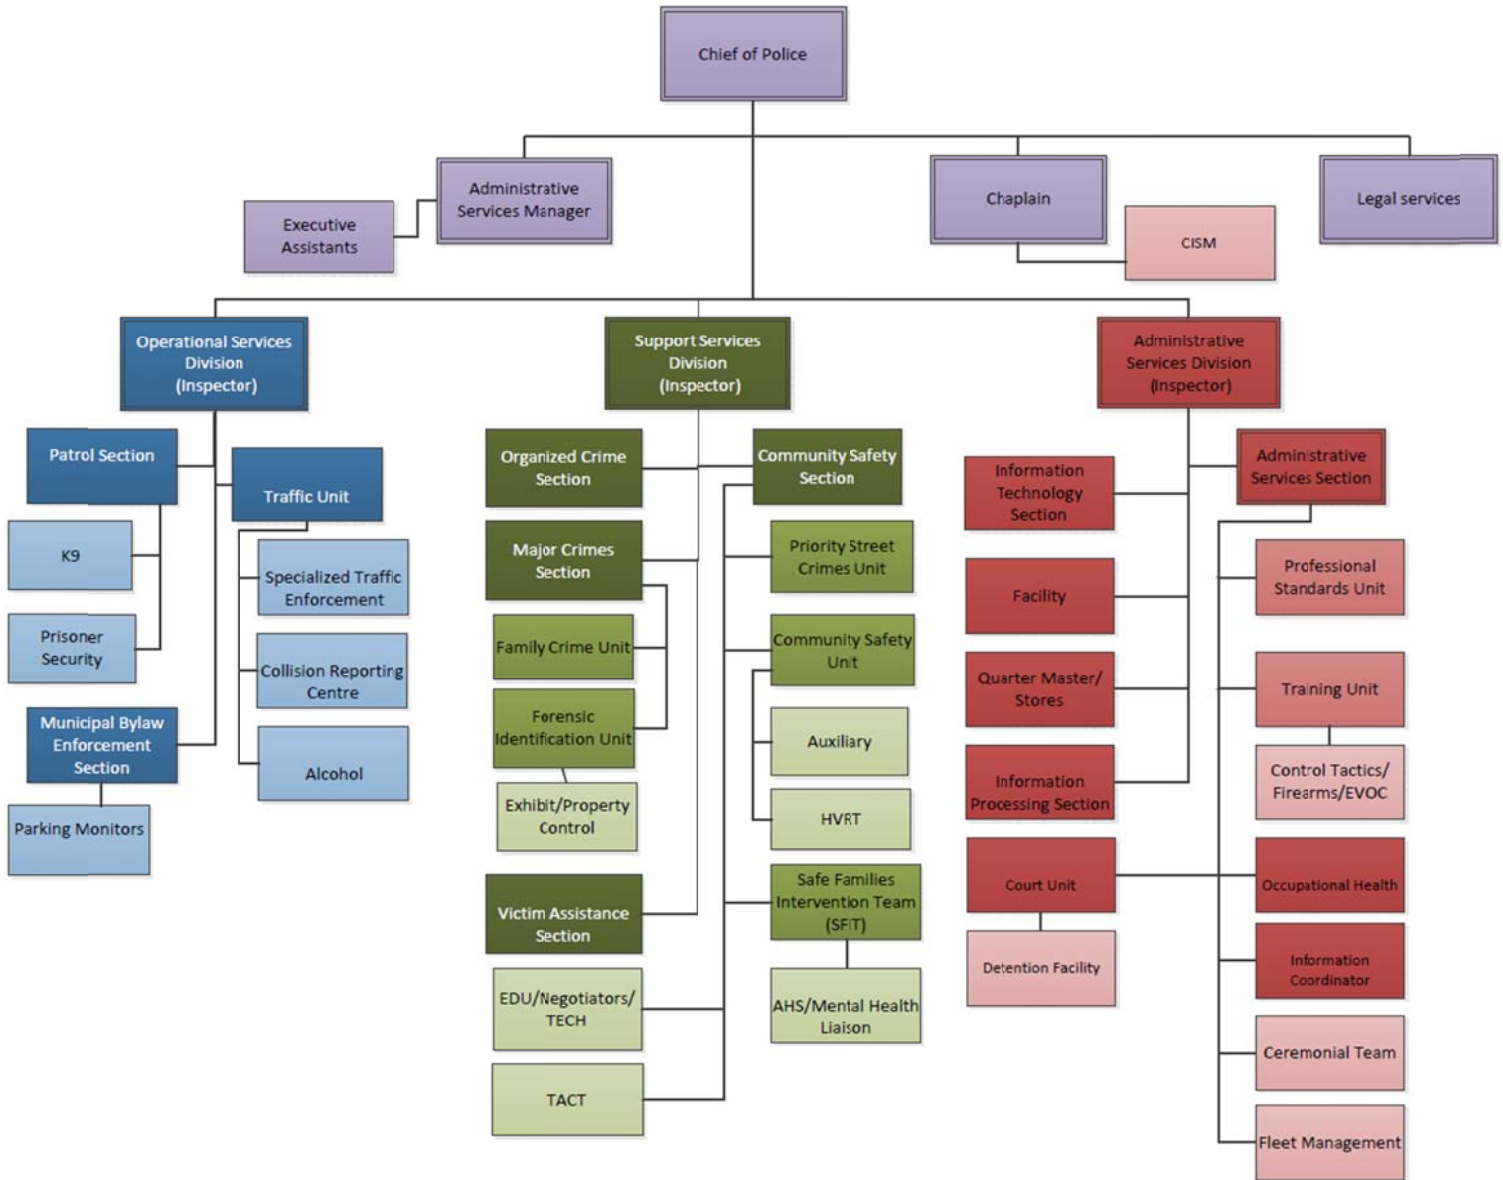 Chief of Police
Administrative
Services Manager
Executive
Assistants
Chaplain
CISM
Legal services
Operational Services
Division
(Inspector)
Support Services
Division
(Inspector)
Administrative
Services Division
(Inspector)
Patrol Section
Traffic Unit
K9
Prisoner
Security
Specialized Traffic
Enforcement
Collision Reporting
Centre
Alcohol
Municipal Bylaw
Enforcement
Section
Parking Monitors
Organized Crime
Section
Major Crimes
Section
Family Crime Unit
Forensic
Identification Unit
Exhibit/Property
Control
Victim Assistance
Section
EDU/Negotiators/
TECH
TACT
Community Safety
Section
Priority Street
Crimes Unit
Community Safety
Unit
Auxiliary
HVRT
Safe Families
Intervention Team
(SFIT)
AHS/Mental Health
Liaison
Information
Technology
Section
Facility
Quarter Master/
Stores
Information
Processing Section
Court Unit
Detention Facility
Administrative
Services Section
Professional
Standards Unit
Training Unit
Control Tactics/
Firearms/EVOC
Occupational Health
Information
Coordinator
Ceremonial Team
Fleet Management